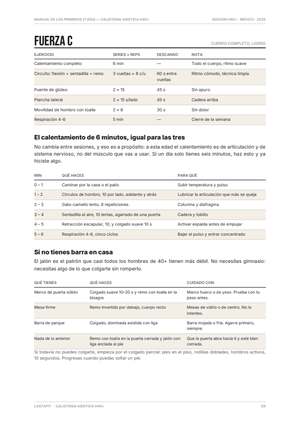 MANUAL DE LOS PRIMEROS 21 DÍAS — CALISTENIA HÍBRIDA 40+
EDICIÓN 40+ · MÉXICO · 2026
FUERZA C
CUERPO COMPLETO, LIGERO
EJERCICIO SERIES × REPS DESCANSO NOTA
Calentamiento completo 6 min — Todo el cuerpo, ritmo suave
Circuito: flexión + sentadilla + remo 3 vueltas × 8 c/u 60 s entre vueltas Ritmo cómodo, técnica limpia
Puente de glúteo 2 × 15 45 s Sin apuro
Plancha lateral 2 × 15 s/lado 45 s Cadera arriba
Movilidad de hombro con toalla 2 × 8 30 s Sin dolor
Respiración 4-6 5 min — Cierre de la semana
El calentamiento de 6 minutos, igual para las tres
No cambia entre sesiones, y eso es a propósito: a esta edad el calentamiento es de articulación y de
sistema nervioso, no del músculo que vas a usar. Si un día solo tienes seis minutos, haz esto y ya
hiciste algo.
MIN QUÉ HACES PARA QUÉ
0 – 1 Caminar por la casa o el patio Subir temperatura y pulso
1 – 2 Círculos de hombro, 10 por lado, adelante y atrás Lubricar la articulación que más se queja
2 – 3 Gato-camello lento, 8 repeticiones Columna y diafragma
3 – 4 Sentadilla al aire, 10 lentas, agarrado de una puerta Cadera y tobillo
4 – 5 Retracción escapular, 10, y colgado suave 10 s Activar espalda antes de empujar
5 – 6 Respiración 4-6, cinco ciclos Bajar el pulso y entrar concentrado
Si no tienes barra en casa
El jalón es el patrón que casi todos los hombres de 40+ tienen más débil. No necesitas gimnasio:
necesitas algo de lo que colgarte sin romperlo.
QUÉ TIENES QUÉ HACES CUIDADO CON
Marco de puerta sólido Colgado suave 10-20 s y remo con toalla en la bisagra Marco hueco o de yeso. Prueba con tu peso antes.
Mesa firme Remo invertido por debajo, cuerpo recto Mesas de vidrio o de centro. No lo intentes.
Barra de parque Colgado, dominada asistida con liga Barra mojada o fría. Agarre primero, siempre.
Nada de lo anterior Remo con toalla en la puerta cerrada y jalón con liga anclada al pie Que la puerta abra hacia ti y esté bien cerrada.
Si todavía no puedes colgarte, empieza por el colgado parcial: pies en el piso, rodillas dobladas, hombros activos,
10 segundos. Progresas cuando puedas soltar un pie.